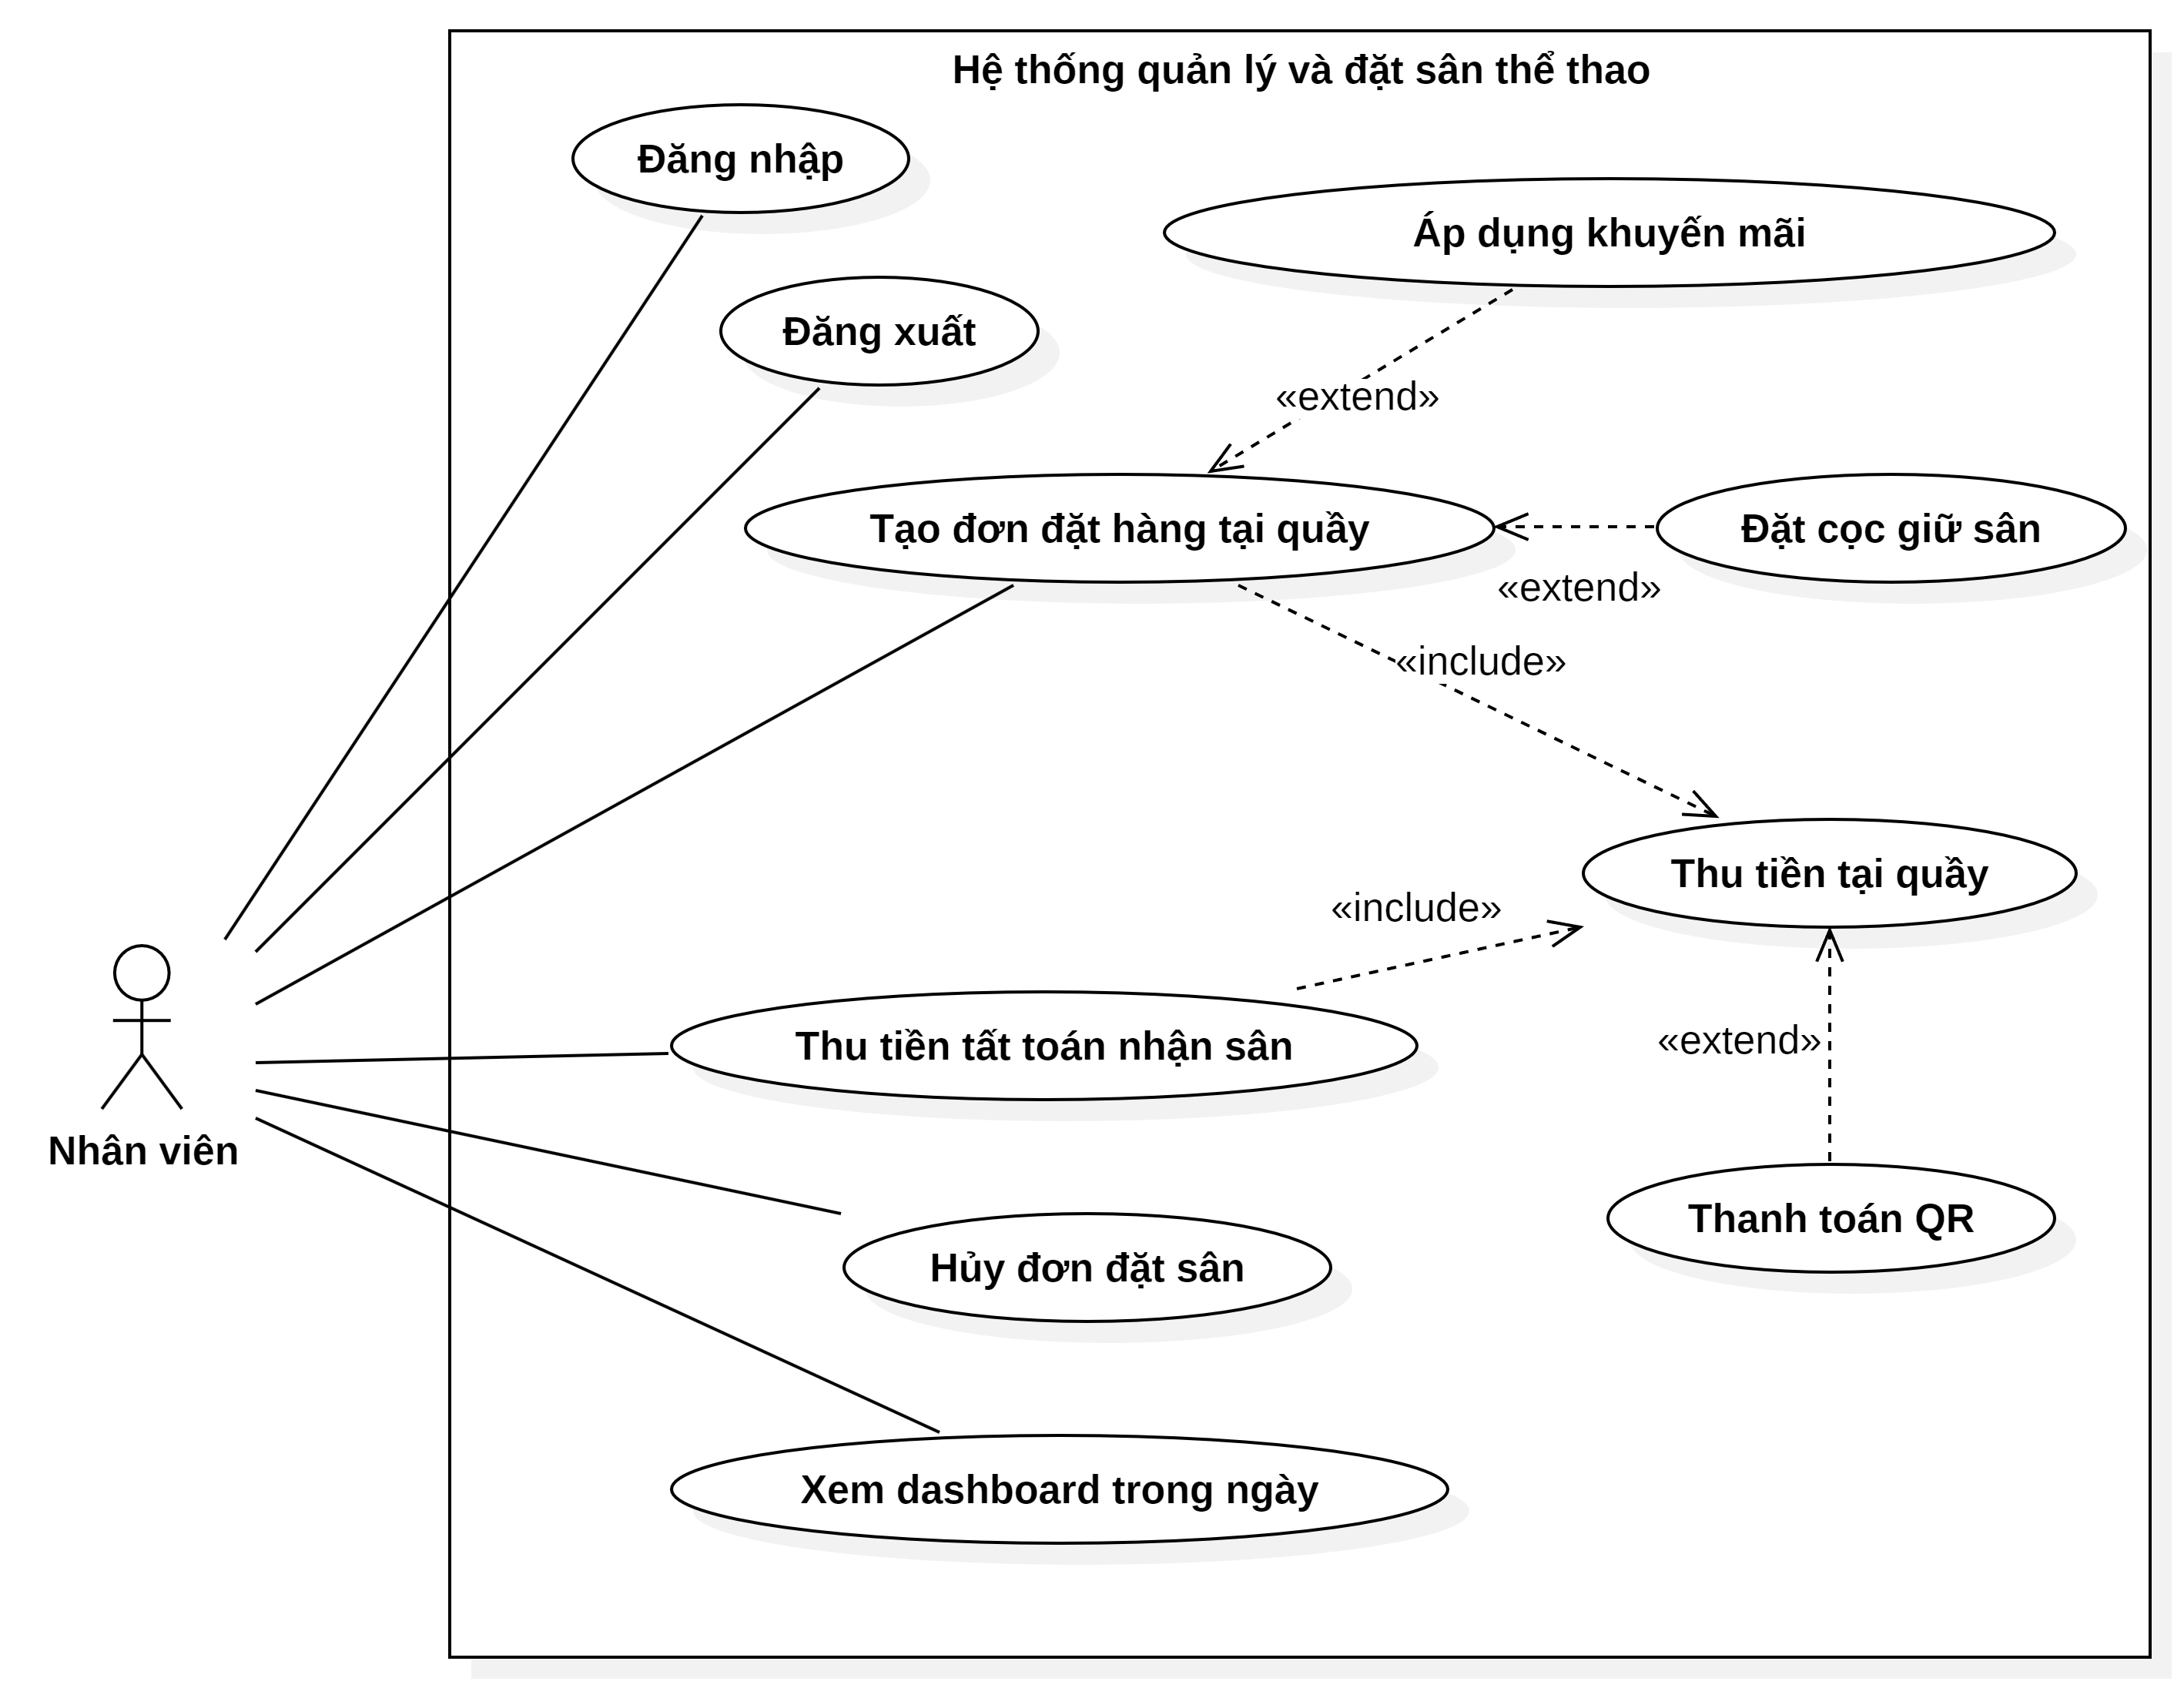 Hệ thống quản lý và đặt sân thể thao
Đăng nhập
Áp dụng khuyến mãi
Đăng xuất
«extend»
Tạo đơn đặt hàng tại quầy
Đặt cọc giữ sân
«extend»
«include»
Thu tiền tại quầy
«include»
«extend»
Thu tiền tất toán nhận sân
Nhân viên
Thanh toán QR
Hủy đơn đặt sân
Xem dashboard trong ngày